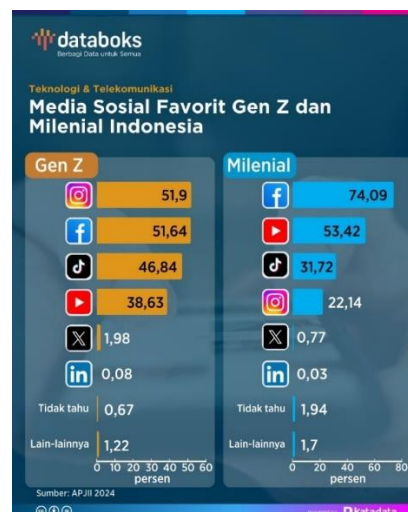 databoks
Berbagi Data untuk Semua
Teknologi & Telekomunikasi
Media Sosial Favorit Gen Z dan
Milenial Indonesia
Gen Z
51,9
51,64
46,84
38,63
1,98
0,08
Tidak tahu 0,67
Lain-lainnya 1,22
0 10 20 30 40 50 60
persen
Milenial
74,09
53,42
31,72
22,14
0,77
in 0,03
Tidak tahu 1,94
Lain-lainnya 1,7
0 20 40 60 80
persen
Sumber: APJII 2024
katadata